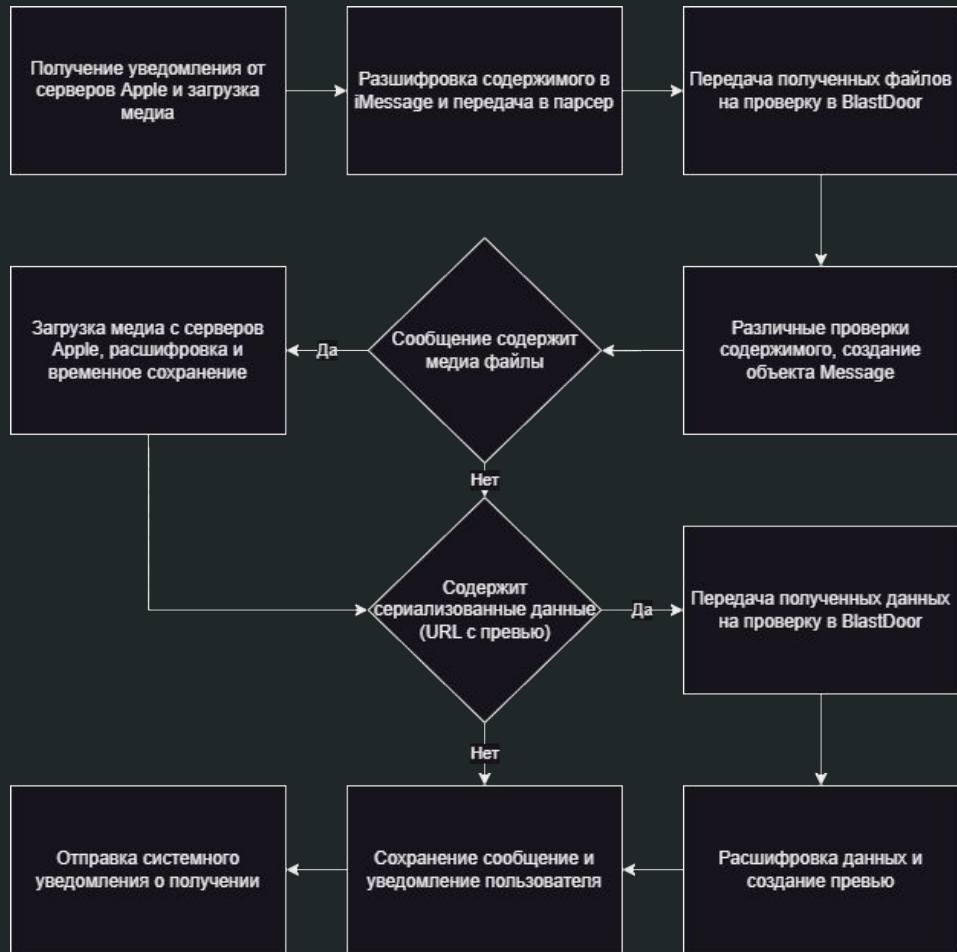 Получение уведомления от
серверов Apple и загрузка
медиа
Разшифровка содержимого в
iMessage и передача в парсер
Передача полученных файлов
на проверку в BlastDoor
Различные проверки
содержимого, создание
объекта Message
Сообщение содержит
медиа файлы
Да
Загрузка медиа с серверов
Apple, расшифровка и
временное сохранение
Нет
Содержит
сериализованные данные
(URL с превью)
Да
Передача полученных данных
на проверку в BlastDoor
Нет
Расшифровка данных и
создание превью
Сохранение сообщение и
уведомление пользователя
Отправка системного
уведомления о получении